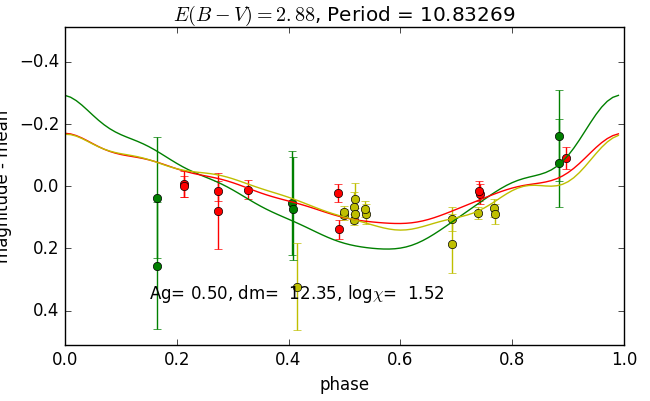 E(B − V) = 2.88, Period = 10.83269
magnitude - mean
−0.4
−0.2
0.0
0.2
0.4
Ag= 0.50, dm= 12.35, logχ= 1.52
0.0 0.2 0.4 0.6 0.8 1.0
phase